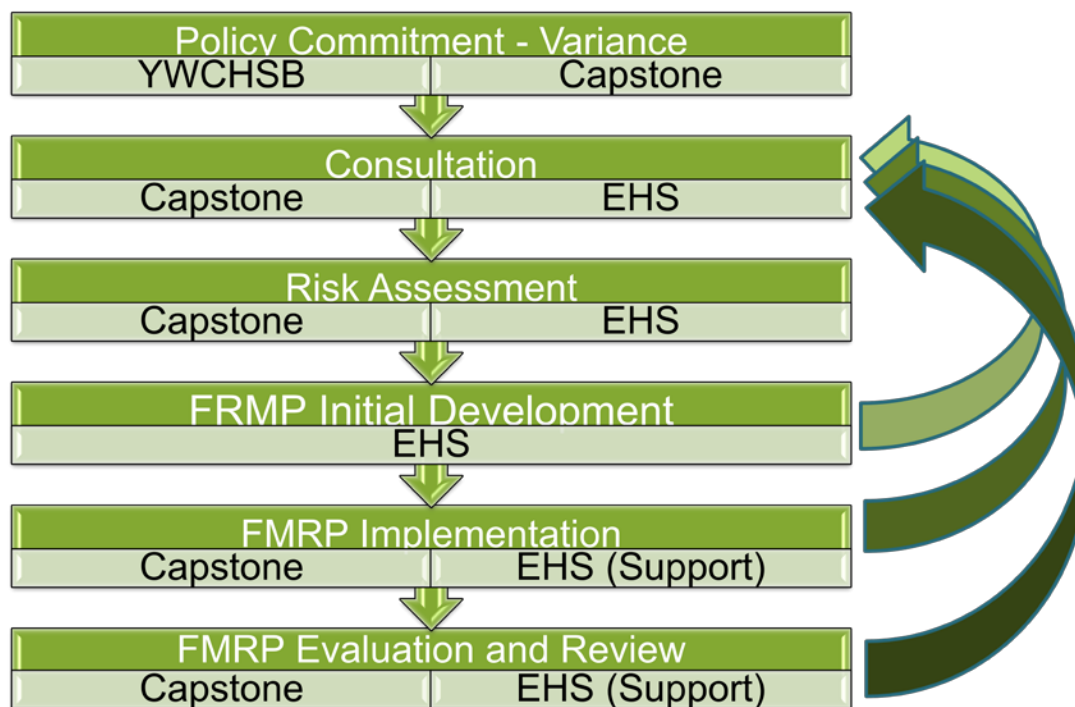 Policy Commitment - Variance
YWCHSB Capstone
Consultation
Capstone EHS
Risk Assessment
Capstone EHS
FRMP Initial Development
EHS
FMRP Implementation
Capstone EHS (Support)
FMRP Evaluation and Review
Capstone EHS (Support)